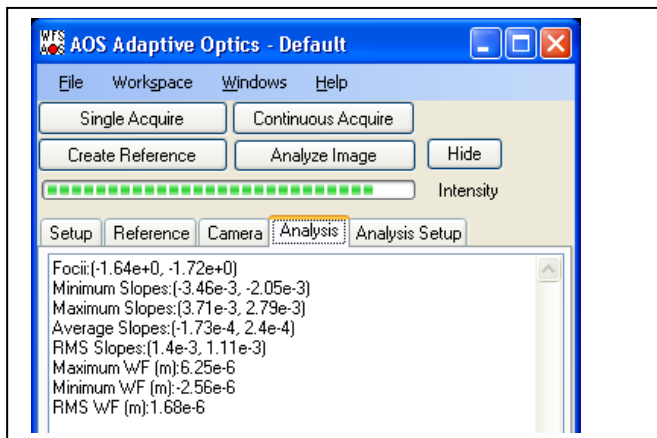 WFS AOS AOS Adaptive Optics - Default
File Workspace Windows Help
Single Acquire Continuous Acquire
Create Reference Analyze Image Hide
Intensity
Setup Reference Camera Analysis Analysis Setup
Focii:(-1.64e+0, -1.72e+0)
Minimum Slopes:(-3.46e-3, -2.05e-3)
Maximum Slopes:(3.71e-3, 2.79e-3)
Average Slopes:(-1.73e-4, 2.4e-4)
RMS Slopes:(1.4e-3, 1.11e-3)
Maximum WF (m):6.25e-6
Minimum WF (m):-2.56e-6
RMS WF (m):1.68e-6